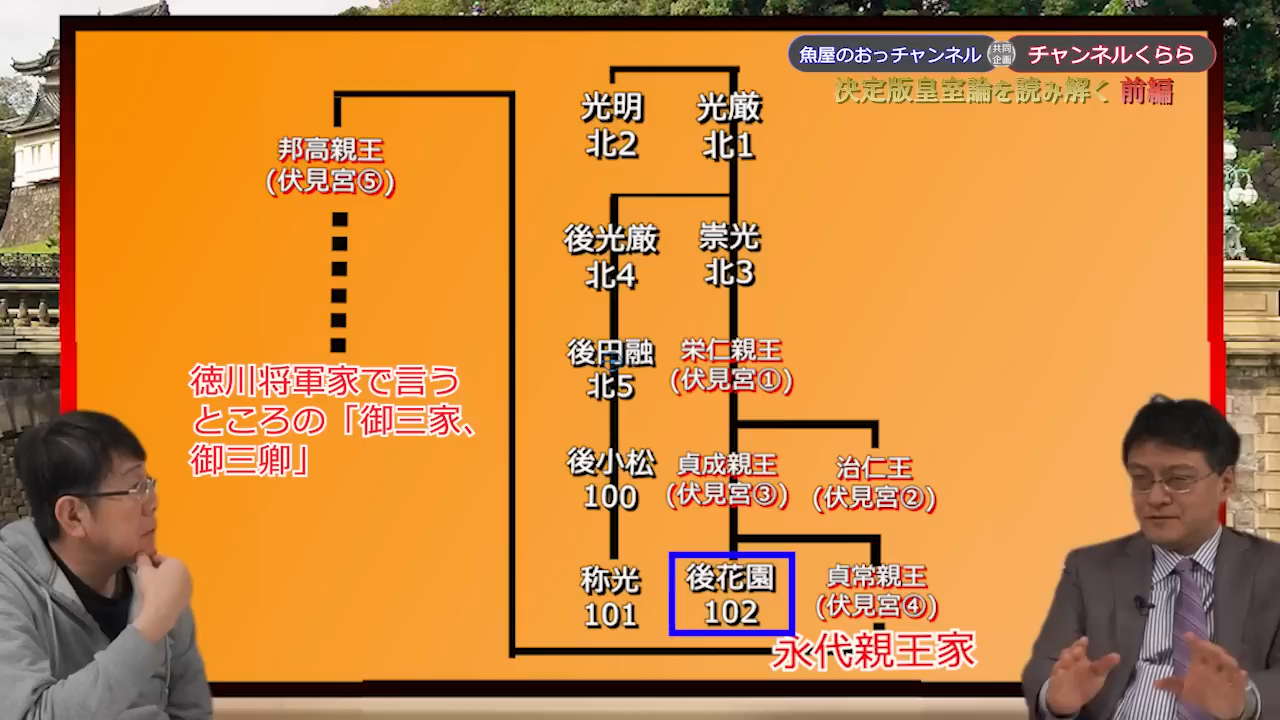 魚屋のおっチャンネル 共同企画 チャンネルくらら
決定版皇室論を読み解く 前編
光明
北2
光厳
北1
邦高親王
(伏見宮⑤)
後光厳
北4
崇光
北3
後円融
北5
栄仁親王
(伏見宮①)
徳川将軍家で言う
ところの「御三家、
御三卿」
後小松
100
貞成親王
(伏見宮③)
治仁王
(伏見宮②)
称光
101
後花園
102
貞常親王
(伏見宮④)
永代親王家